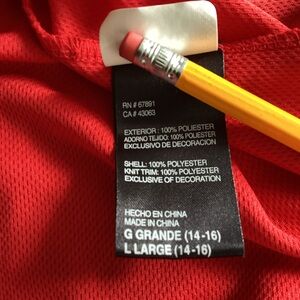 RN # 67891
CA # 43063
EXTERIOR: 100% POLIESTER
ADORNO TEJIDO: 100% POLIESTER
EXCLUSIVO DE DECORACION
SHELL: 100% POLYESTER
KNIT TRIM: 100% POLYESTER
EXCLUSIVE OF DECORATION
HECHO EN CHINA
MADE IN CHINA
G GRANDE (14-16)
L LARGE (14-16)